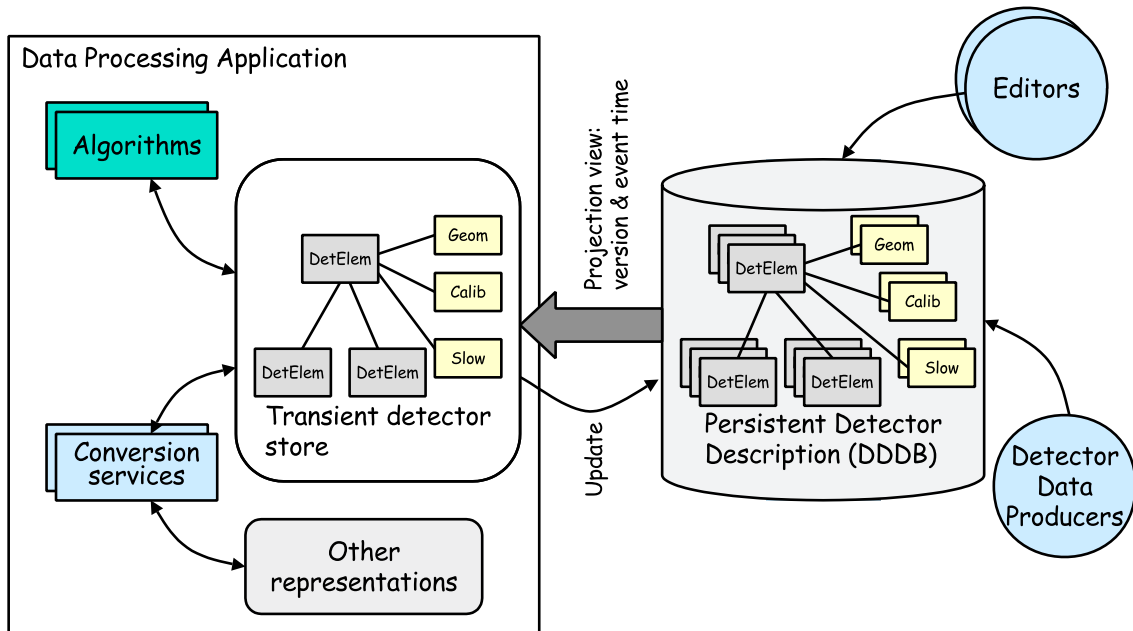 Data Processing Application
Algorithms
Geom
DetElem
Calib
Slow
DetElem
DetElem
Transient detector
store
Conversion
services
Other
representations
Projection view:
version & event time
Update
Editors
Geom
DetElem
Calib
Slow
DetElem
DetElem
Persistent Detector
Description (DDDB)
Detector
Data
Producers